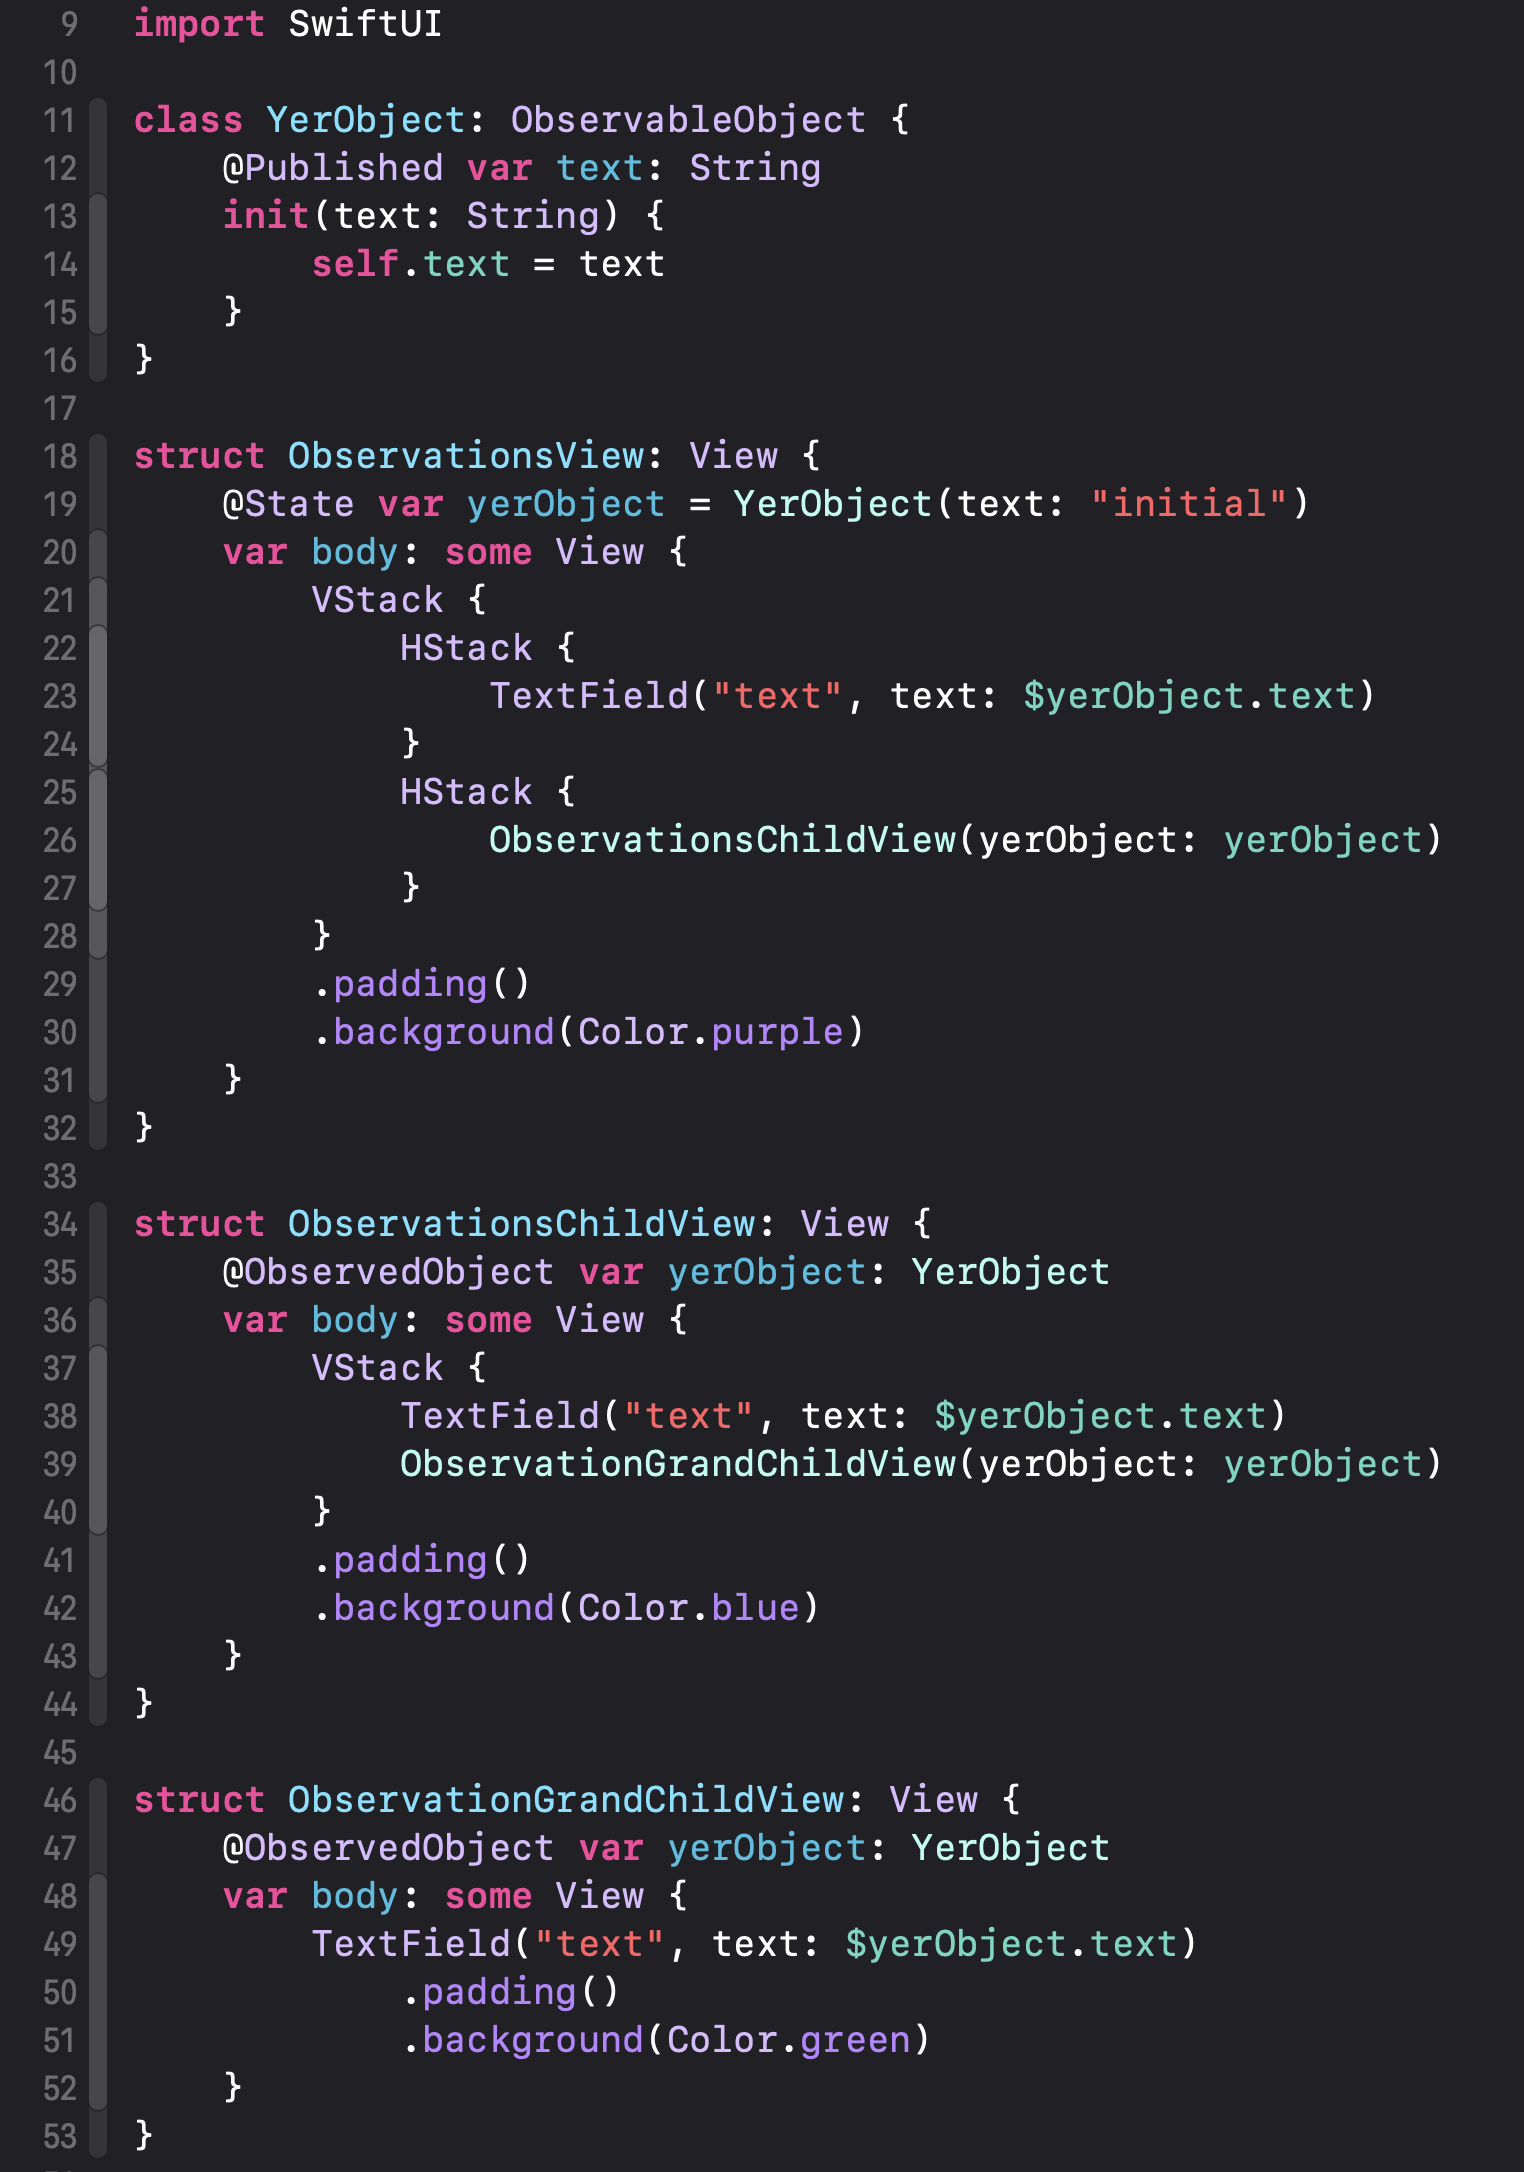 9 import SwiftUI
10
11 class YerObject: ObservableObject {
12     @Published var text: String
13     init(text: String) {
14         self.text = text
15     }
16 }
17
18 struct ObservationsView: View {
19     @State var yerObject = YerObject(text: "initial")
20     var body: some View {
21         VStack {
22             HStack {
23                 TextField("text", text: $yerObject.text)
24             }
25             HStack {
26                 ObservationsChildView(yerObject: yerObject)
27             }
28         }
29         .padding()
30         .background(Color.purple)
31     }
32 }
33
34 struct ObservationsChildView: View {
35     @ObservedObject var yerObject: YerObject
36     var body: some View {
37         VStack {
38             TextField("text", text: $yerObject.text)
39             ObservationGrandChildView(yerObject: yerObject)
40         }
41         .padding()
42         .background(Color.blue)
43     }
44 }
45
46 struct ObservationGrandChildView: View {
47     @ObservedObject var yerObject: YerObject
48     var body: some View {
49         TextField("text", text: $yerObject.text)
50             .padding()
51             .background(Color.green)
52     }
53 }